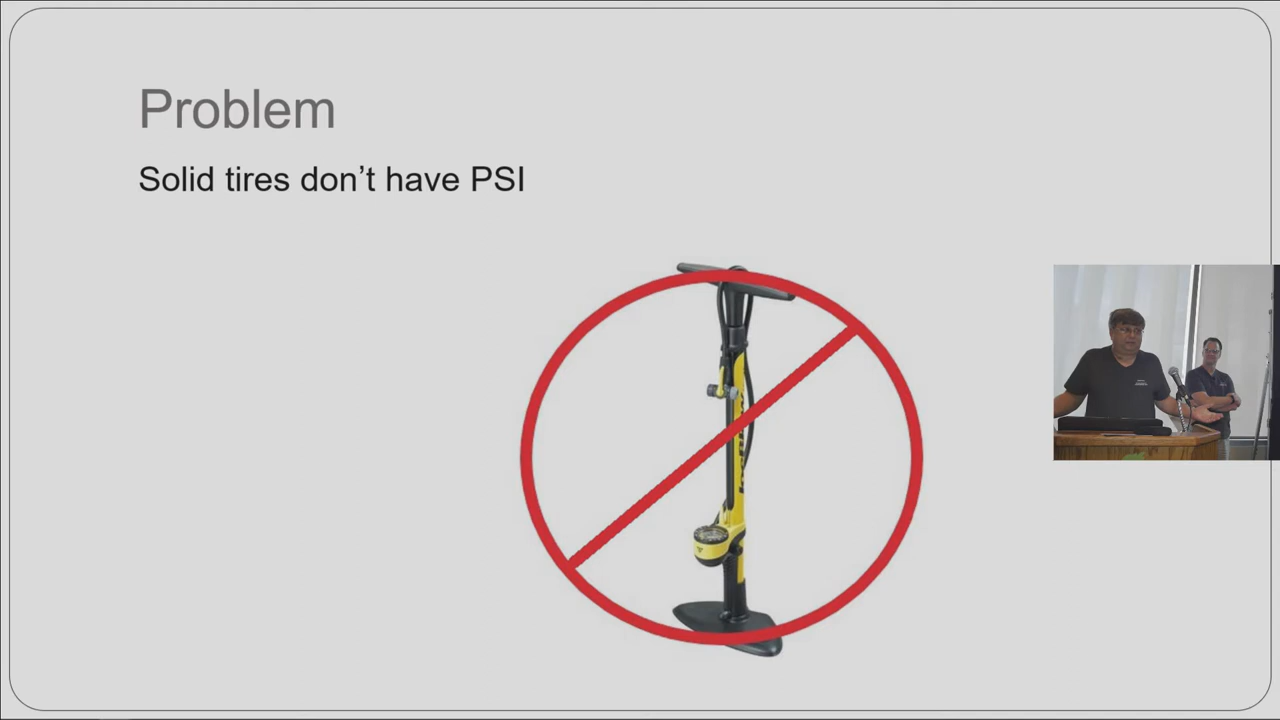 Problem
Solid tires don’t have PSI